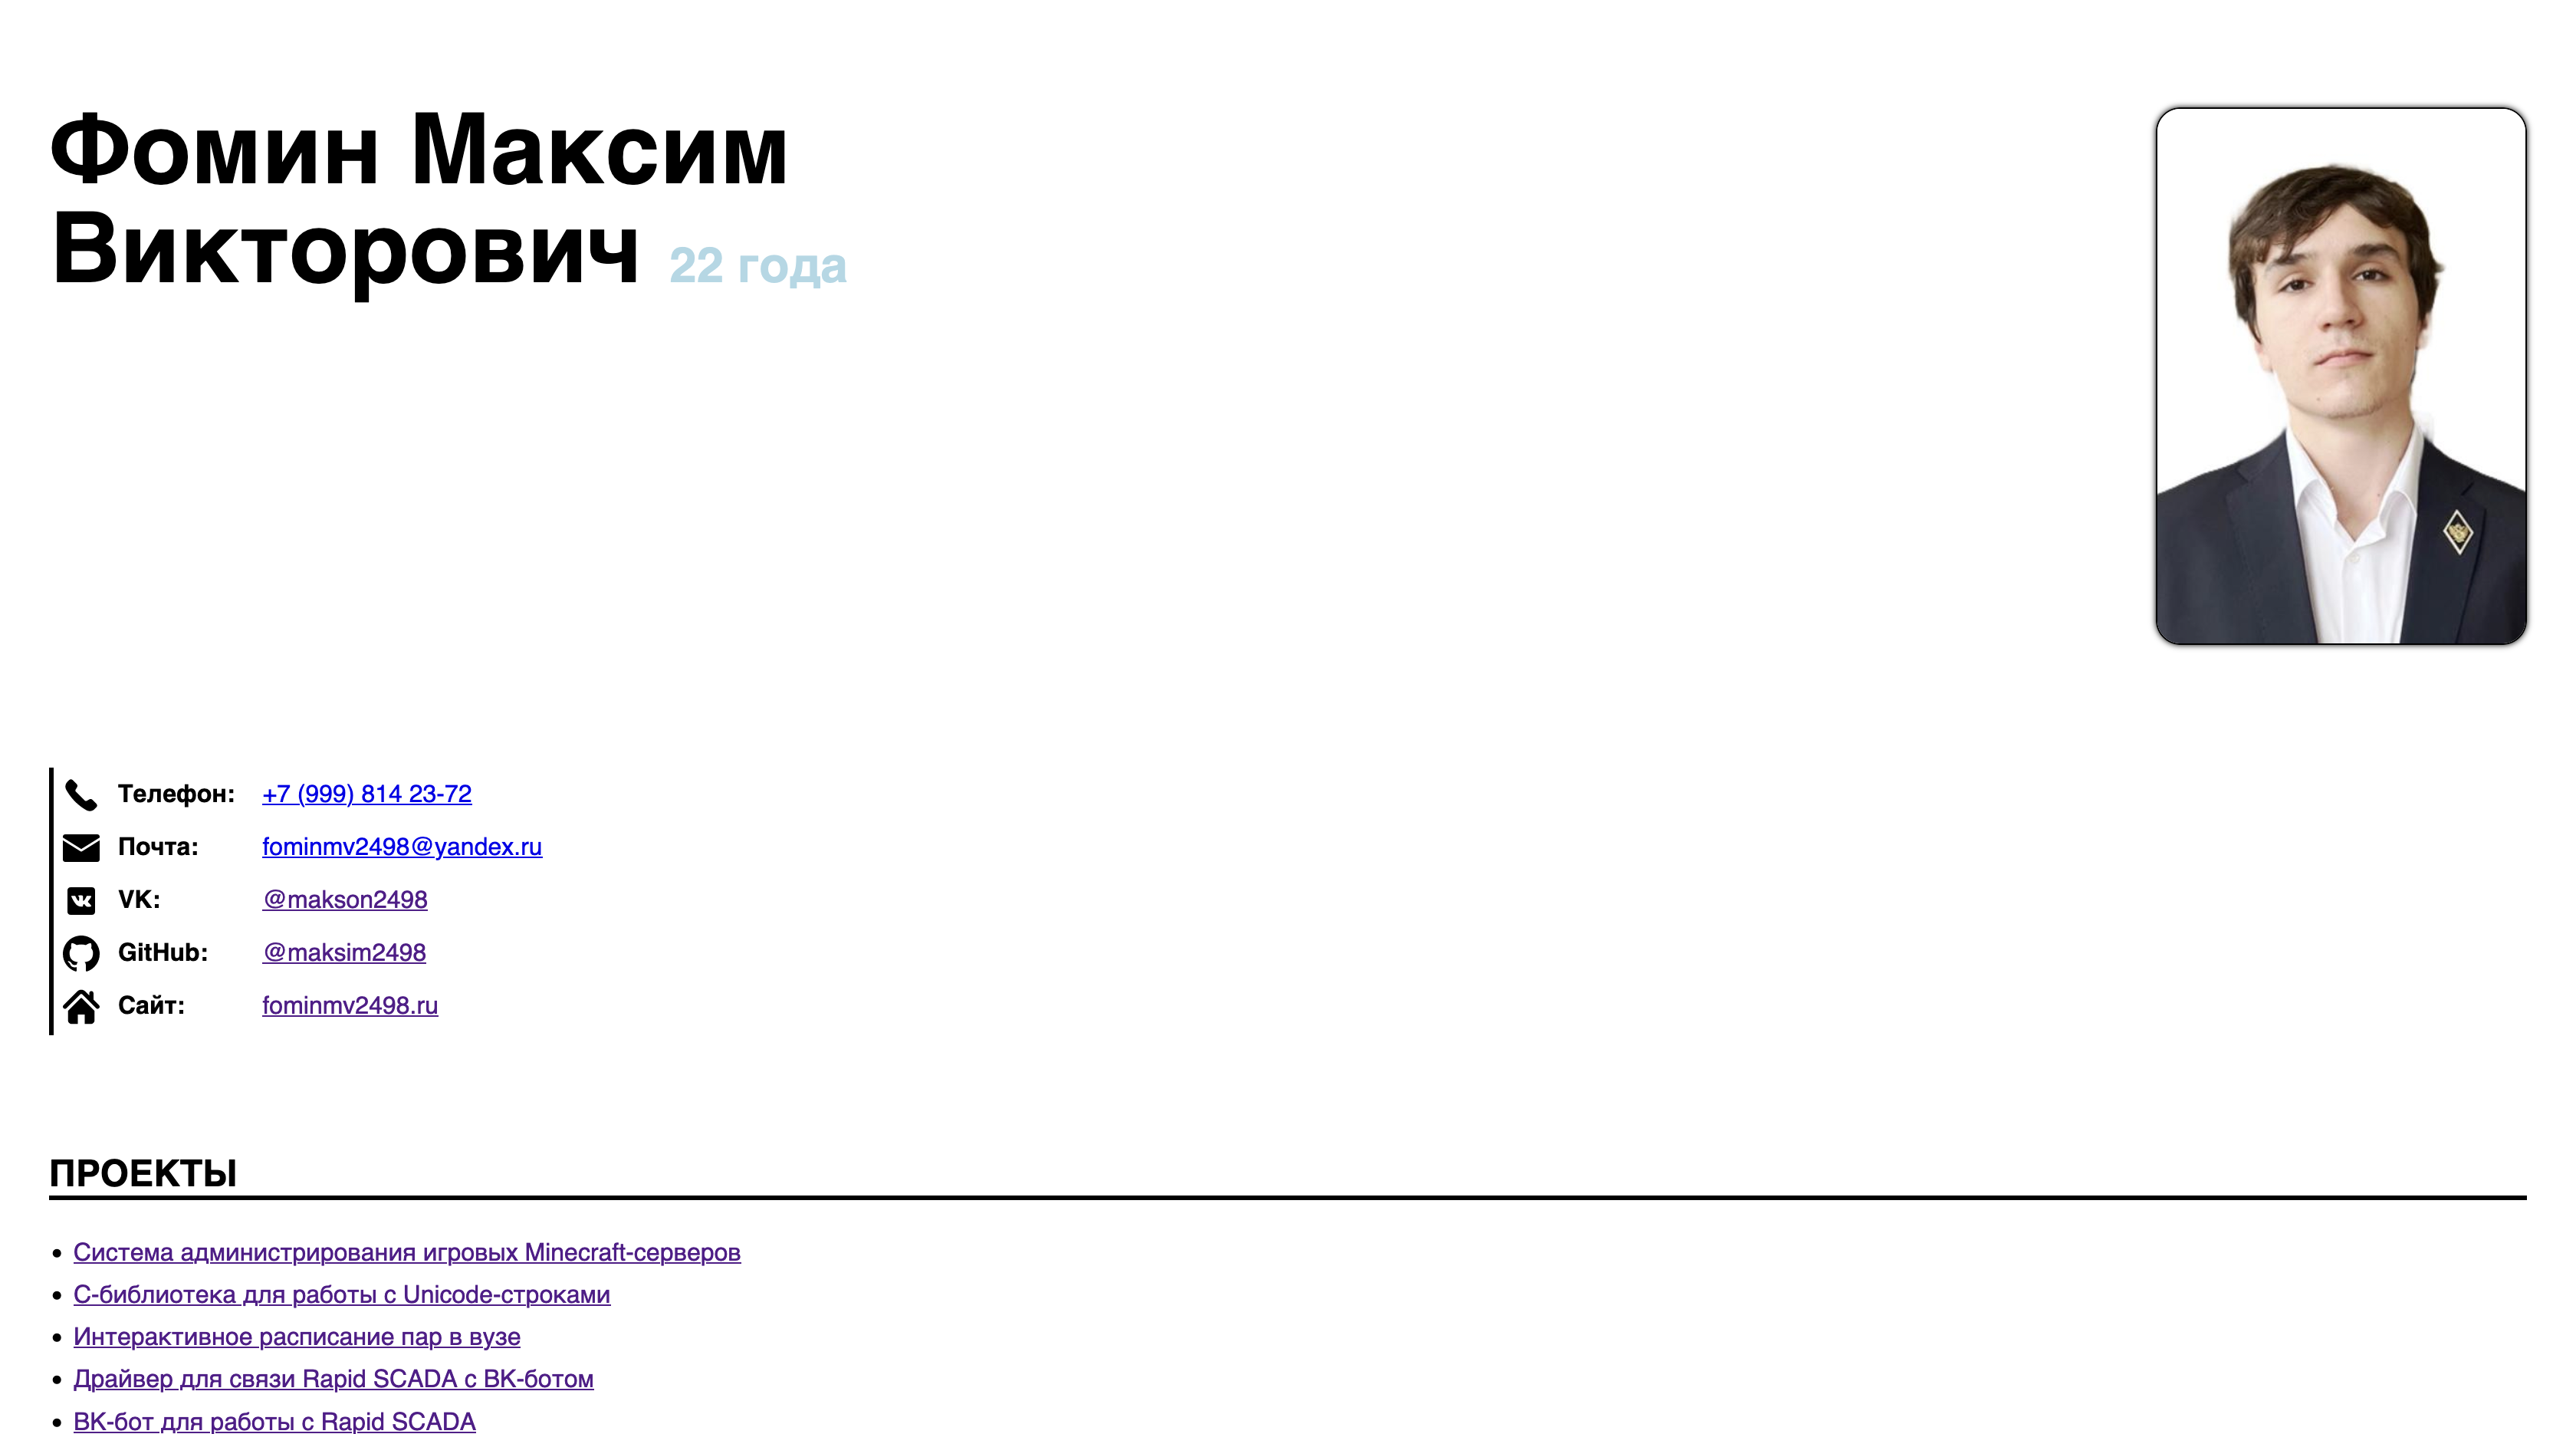 Фомин Максим
Викторович 22 года
Телефон: +7 (999) 814 23-72
Почта: fominmv2498@yandex.ru
VK: @makson2498
GitHub: @maksim2498
Сайт: fominmv2498.ru
ПРОЕКТЫ
• Система администрирования игровых Minecraft-серверов
• C-библиотека для работы с Unicode-строками
• Интерактивное расписание пар в вузе
• Драйвер для связи Rapid SCADA с ВК-ботом
• ВК-бот для работы с Rapid SCADA